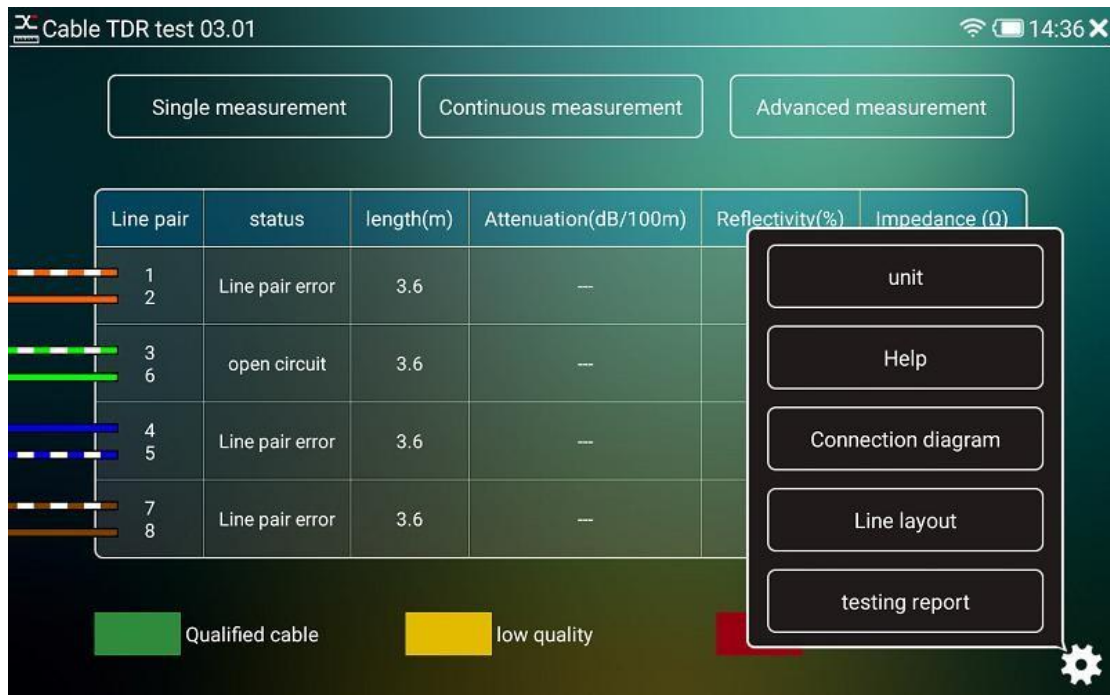 Cable TDR test 03.01 14:36
Single measurement Continuous measurement Advanced measurement
Line pair status length(m) Attenuation(dB/100m) Reflectivity(%) Impedance (Ω)
1
2
Line pair error 3.6 ---
3
6
open circuit 3.6 ---
4
5
Line pair error 3.6 ---
7
8
Line pair error 3.6 ---
Qualified cable low quality
unit
Help
Connection diagram
Line layout
testing report